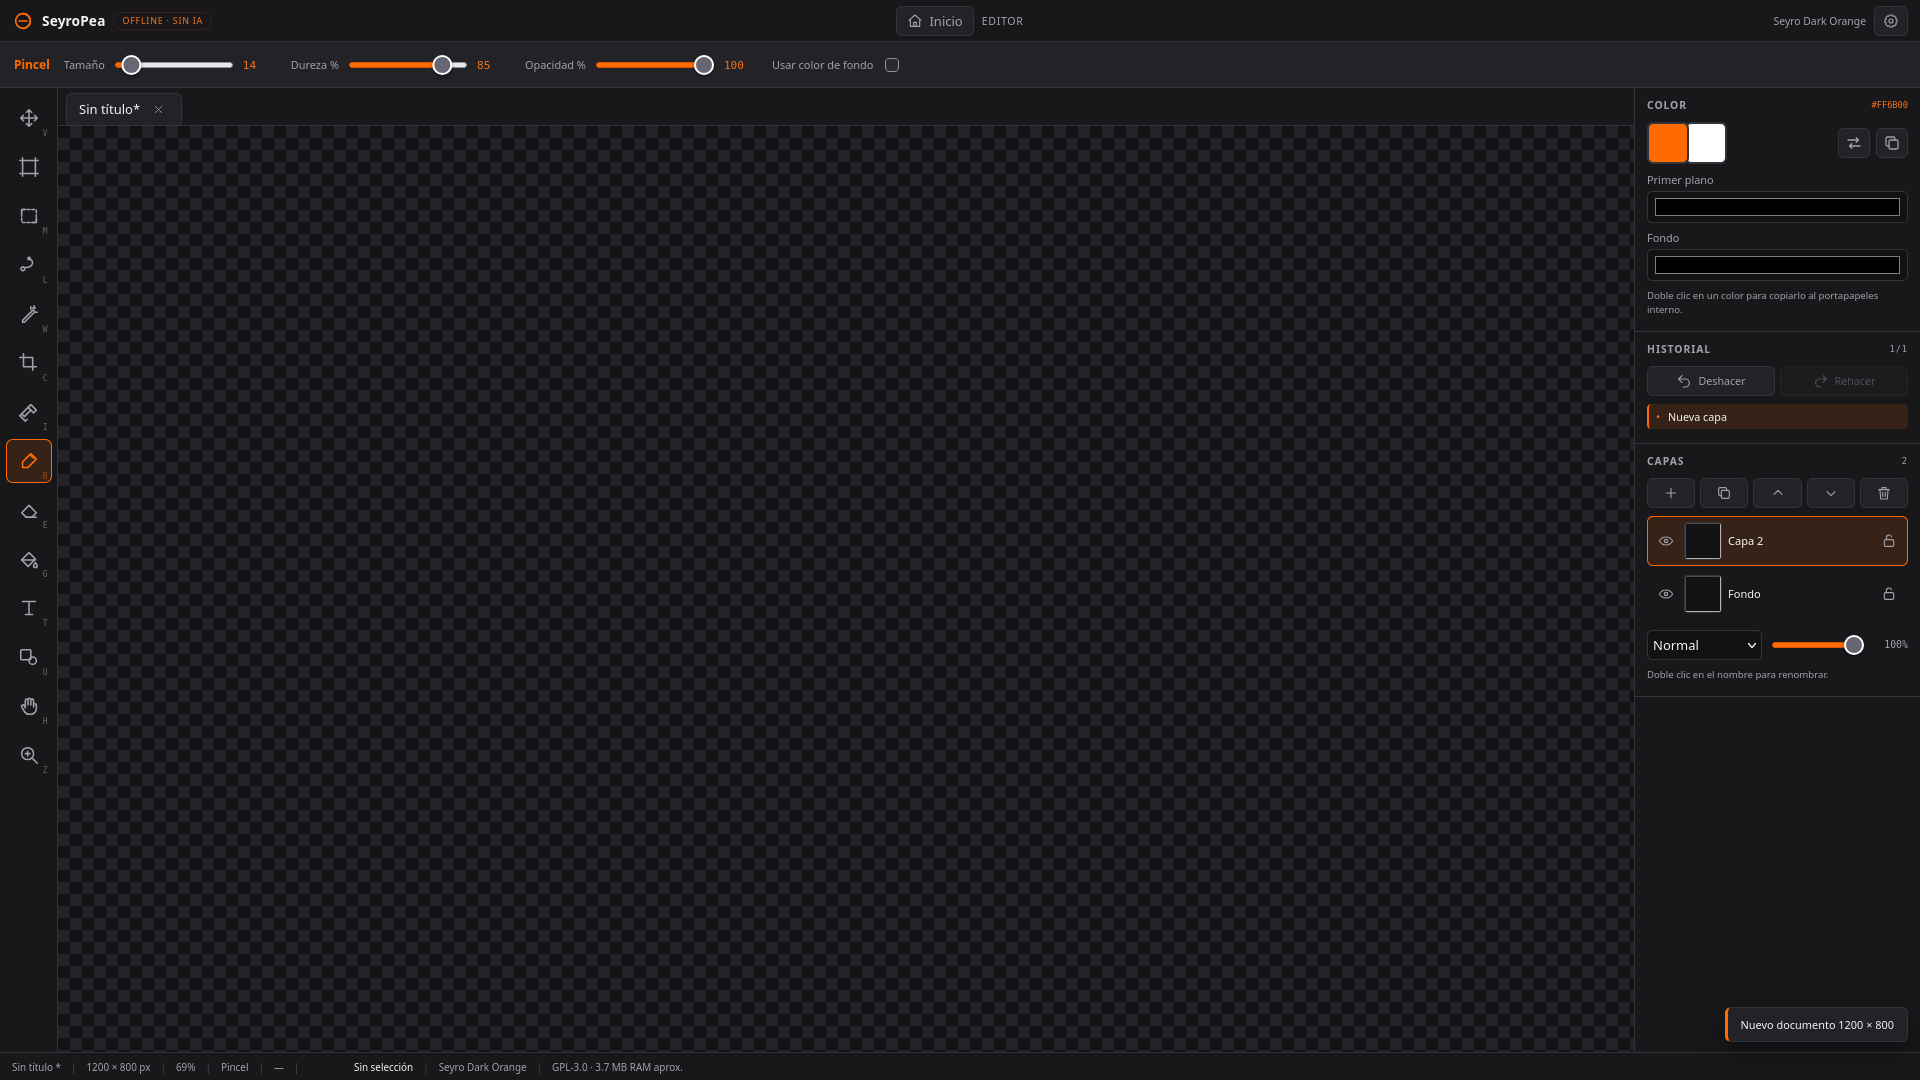 SeyroPea
OFFLINE · SIN IA
Inicio
EDITOR
Seyro Dark Orange
Pincel
Tamaño
14
Dureza %
85
Opacidad %
100
Usar color de fondo
Sin título*
V
M
L
W
C
I
B
E
G
T
U
H
Z
COLOR
#FF6B00
Primer plano
Fondo
Doble clic en un color para copiarlo al portapapeles
interno.
HISTORIAL
1/1
Deshacer
Rehacer
Nueva capa
CAPAS
2
Capa 2
Fondo
Normal
100%
Doble clic en el nombre para renombrar.
Nuevo documento 1200 × 800
Sin título *
1200 × 800 px
69%
Pincel
—
Sin selección
Seyro Dark Orange
GPL-3.0 · 3.7 MB RAM aprox.